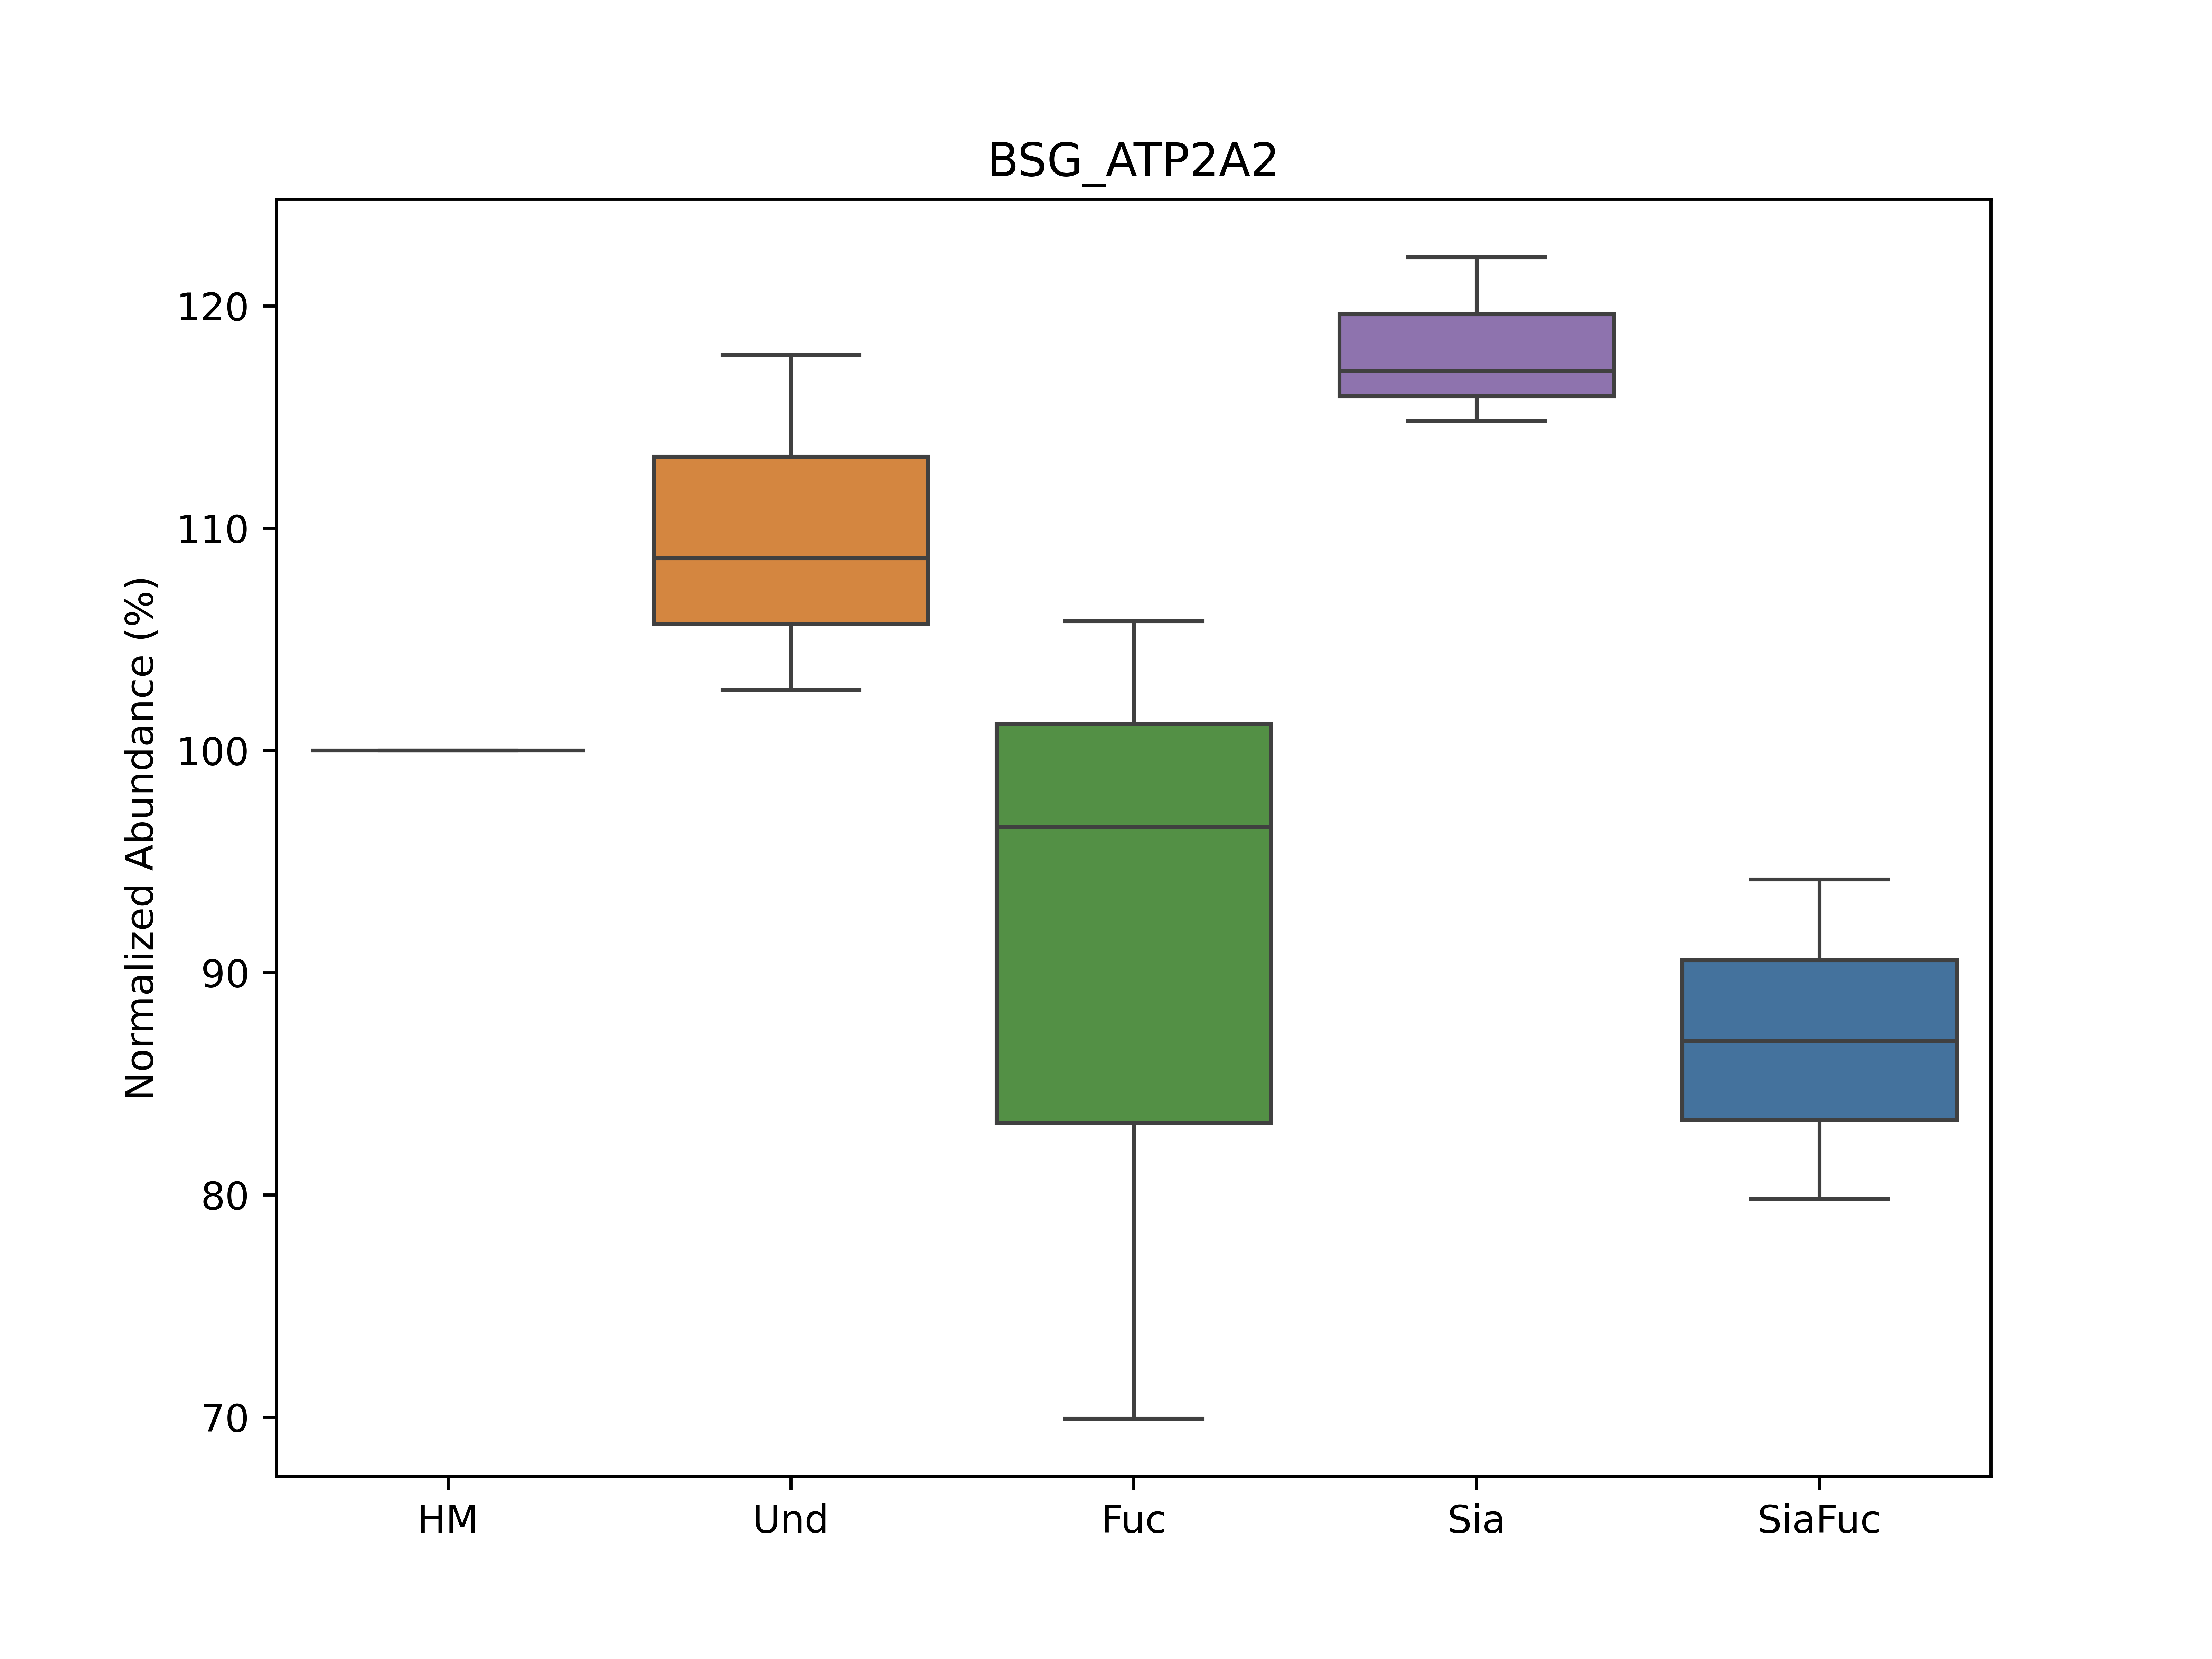 BSG_ATP2A2
Normalized Abundance (%)
120
110
100
90
80
70
HM Und Fuc Sia SiaFuc